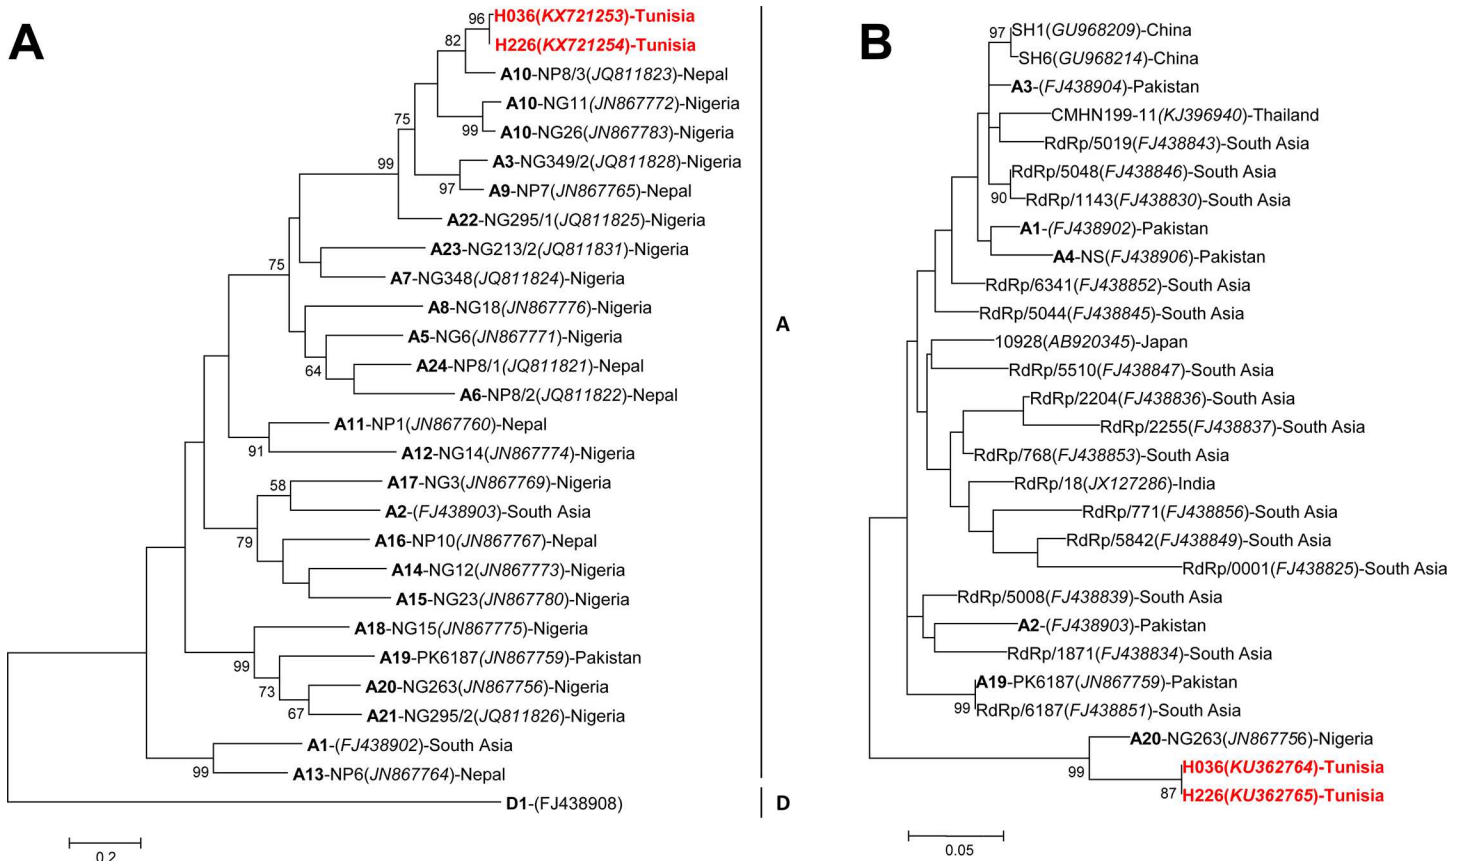 A
96
H036(KX721253)-Tunisia
H226(KX721254)-Tunisia
82
A10-NP8/3(JQ811823)-Nepal
A10-NG11(JN867772)-Nigeria
75
99
A10-NG26(JN867783)-Nigeria
99
A3-NG349/2(JQ811828)-Nigeria
97
A9-NP7(JN867765)-Nepal
A22-NG295/1(JQ811825)-Nigeria
A23-NG213/2(JQ811831)-Nigeria
75
A7-NG348(JQ811824)-Nigeria
A8-NG18(JN867776)-Nigeria
A5-NG6(JN867771)-Nigeria
64
A24-NP8/1(JQ811821)-Nepal
A6-NP8/2(JQ811822)-Nepal
A11-NP1(JN867760)-Nepal
91
A12-NG14(JN867774)-Nigeria
58
A17-NG3(JN867769)-Nigeria
A2-(FJ438903)-South Asia
79
A16-NP10(JN867767)-Nepal
A14-NG12(JN867773)-Nigeria
A15-NG23(JN867780)-Nigeria
A18-NG15(JN867775)-Nigeria
99
A19-PK6187(JN867759)-Pakistan
73
A20-NG263(JN867756)-Nigeria
67
A21-NG295/2(JQ811826)-Nigeria
A1-(FJ438902)-South Asia
99
A13-NP6(JN867764)-Nepal
D1-(FJ438908)
A
D
0.2
B
97
SH1(GU968209)-China
SH6(GU968214)-China
A3-(FJ438904)-Pakistan
CMHN199-11(KJ396940)-Thailand
RdRp/5019(FJ438843)-South Asia
RdRp/5048(FJ438846)-South Asia
90
RdRp/1143(FJ438830)-South Asia
A1-(FJ438902)-Pakistan
A4-NS(FJ438906)-Pakistan
RdRp/6341(FJ438852)-South Asia
RdRp/5044(FJ438845)-South Asia
10928(AB920345)-Japan
RdRp/5510(FJ438847)-South Asia
RdRp/2204(FJ438836)-South Asia
RdRp/2255(FJ438837)-South Asia
RdRp/768(FJ438853)-South Asia
RdRp/18(JX127286)-India
RdRp/771(FJ438856)-South Asia
RdRp/5842(FJ438849)-South Asia
RdRp/0001(FJ438825)-South Asia
RdRp/5008(FJ438839)-South Asia
A2-(FJ438903)-Pakistan
RdRp/1871(FJ438834)-South Asia
A19-PK6187(JN867759)-Pakistan
99
RdRp/6187(FJ438851)-South Asia
A20-NG263(JN867756)-Nigeria
99
H036(KU362764)-Tunisia
87
H226(KU362765)-Tunisia
0.05